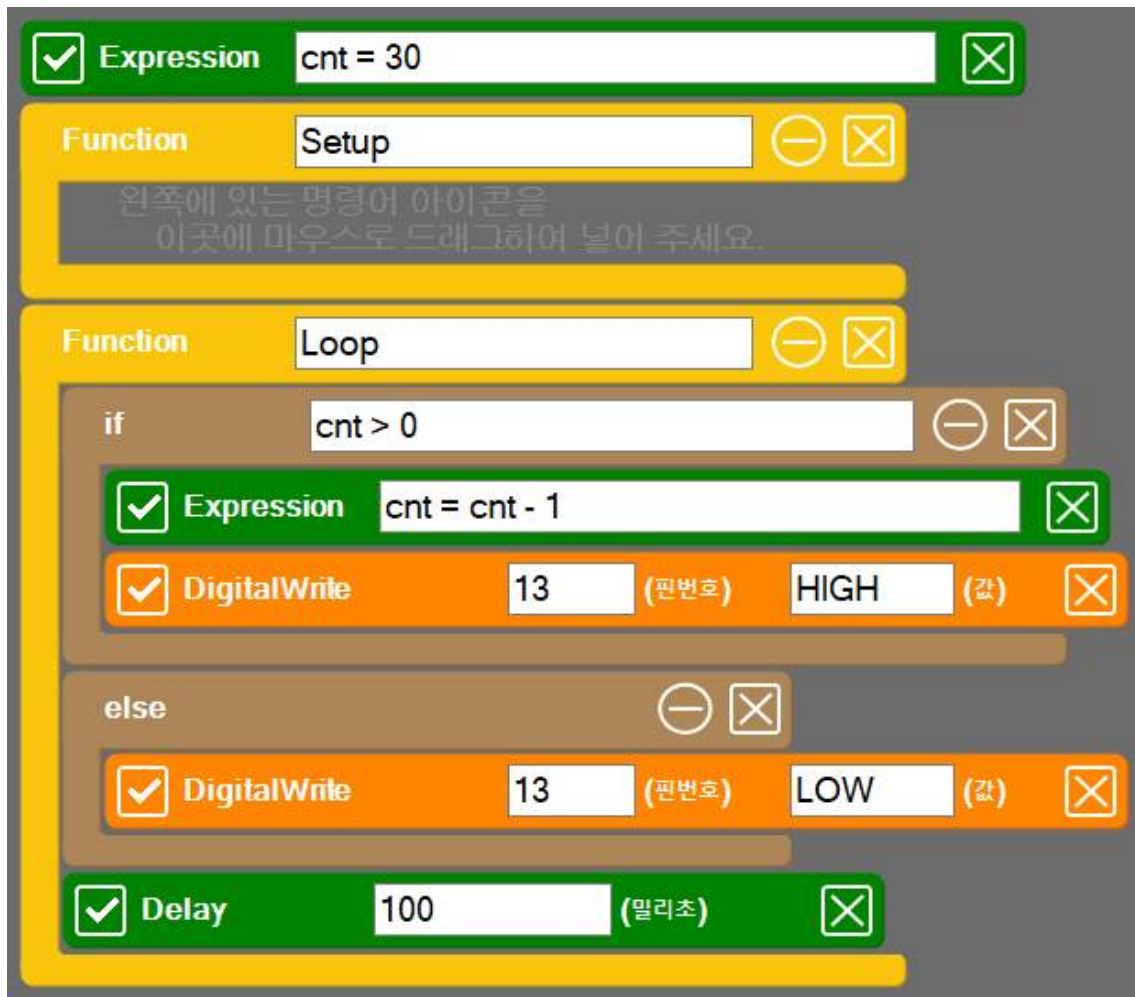 Expression cnt = 30
Function Setup
왼쪽에 있는 명령어 아이콘을
이곳에 마우스로 드래그하여 넣어 주세요.
Function Loop
if cnt > 0
Expression cnt = cnt - 1
DigitalWrite 13 (핀번호) HIGH (값)
else
DigitalWrite 13 (핀번호) LOW (값)
Delay 100 (밀리초)